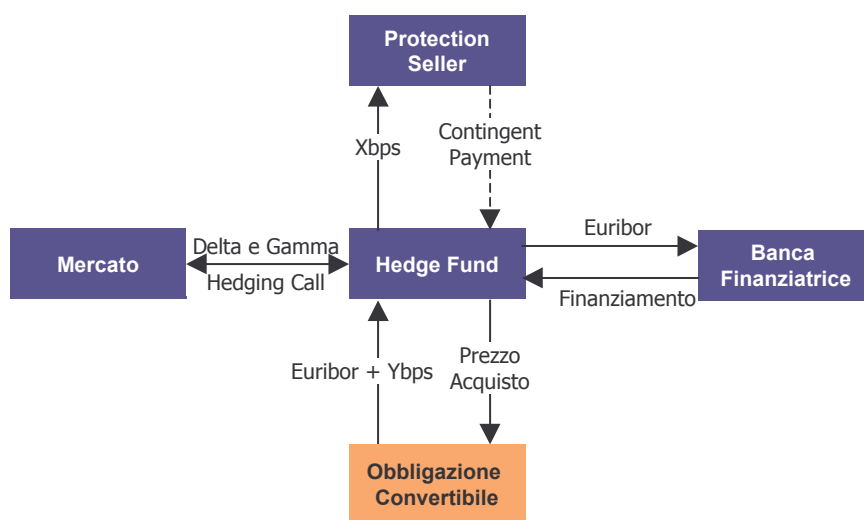 Protection
Seller
Xbps
Contingent
Payment
Mercato
Delta e Gamma
Hedging Call
Hedge Fund
Euribor
Finanziamento
Banca
Finanziatrice
Euribor + Ybps
Prezzo
Acquisto
Obbligazione
Convertibile